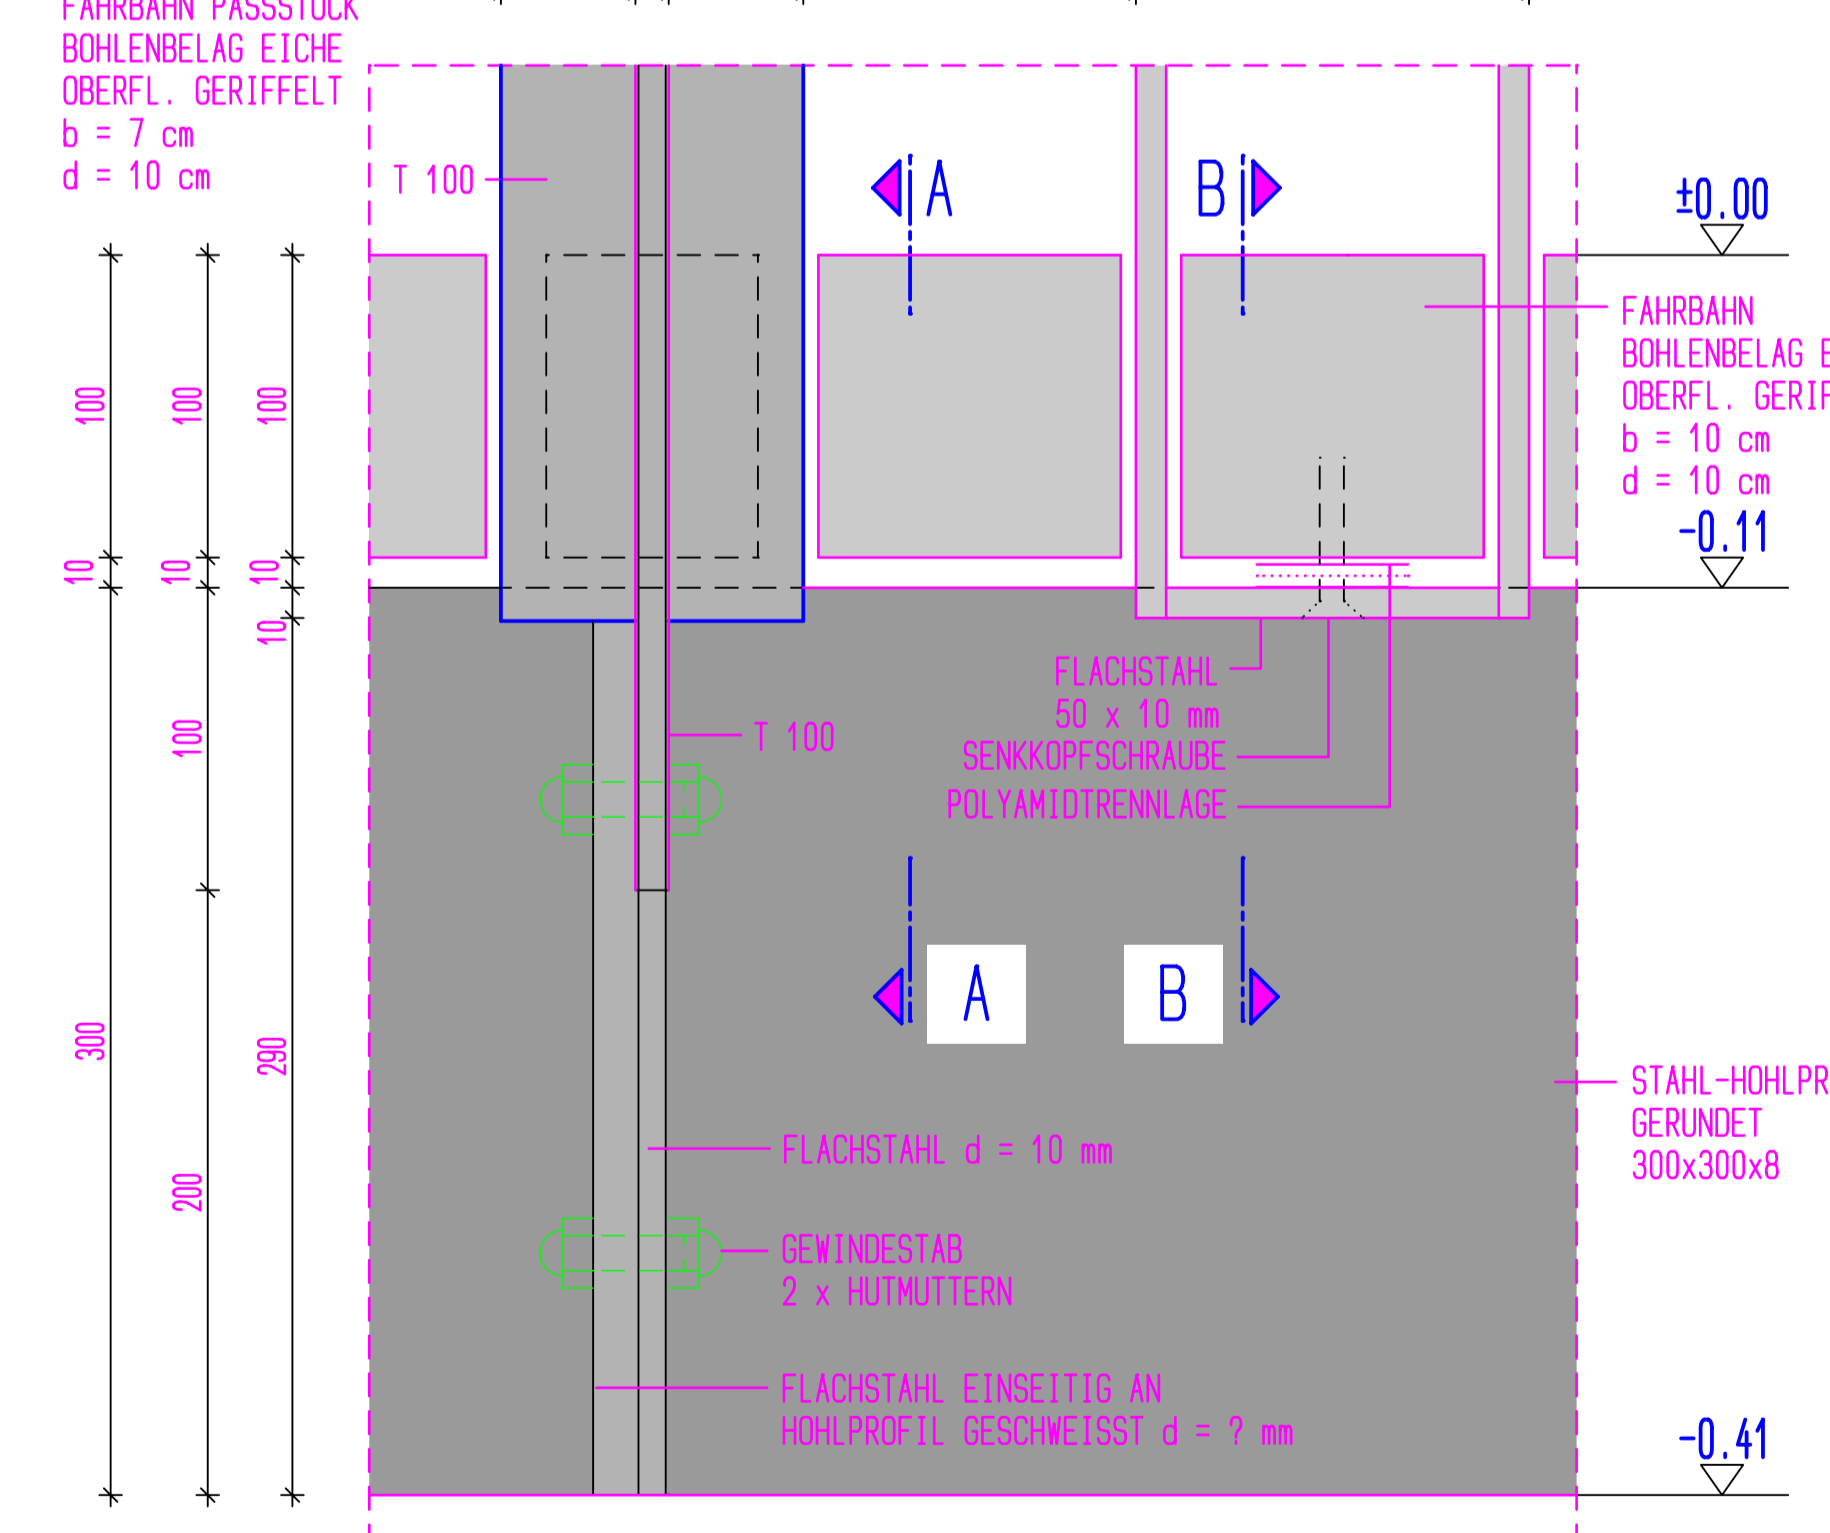 FAHRBAHN PASSSTÜCK
BOHLENBELAG EICHE
OBERFL. GERIFFELT
b = 7 cm
d = 10 cm
T 100
A
B
±0.00
FAHRBAHN
BOHLENBELAG E
OBERFL. GERIF
b = 10 cm
d = 10 cm
-0.11
100
100
100
10
10
10
10
100
300
290
200
FLACHSTAHL
50 x 10 mm
SENKKOPFSCHRAUBE
POLYAMIDTRENNLAGE
T 100
A
B
STAHL-HOHLPR
GERUNDET
300x300x8
FLACHSTAHL d = 10 mm
GEWINDESTAB
2 x HUTMUTTERN
FLACHSTAHL EINSEITIG AN
HOHLPROFIL GESCHWEISST d = ? mm
-0.41